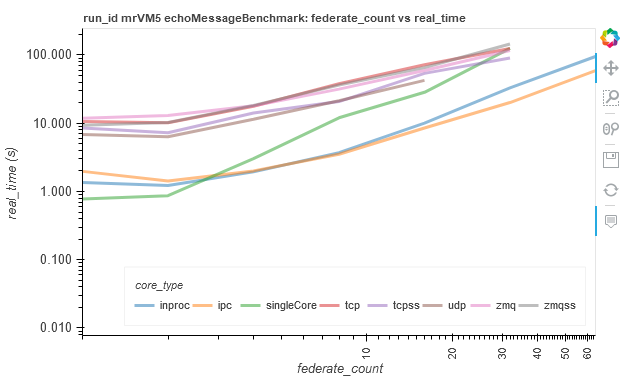 run_id mrVM5 echoMessageBenchmark: federate_count vs real_time
100.000
10.000
1.000
0.100
0.010
real_time (s)
core_type
inproc ipc singleCore tcp tcpss udp zmq zmqss
10 20 30 40 50 60
federate_count